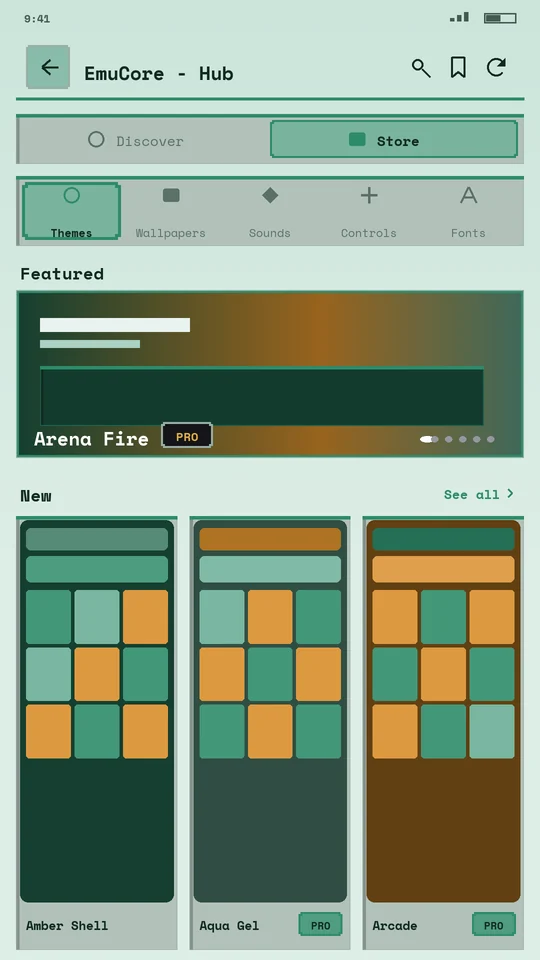 9:41
EmuCore - Hub
Discover
Store
Themes
Wallpapers
Sounds
Controls
Fonts
Featured
Arena Fire
PRO
New
See all
Amber Shell
Aqua Gel
PRO
Arcade
PRO